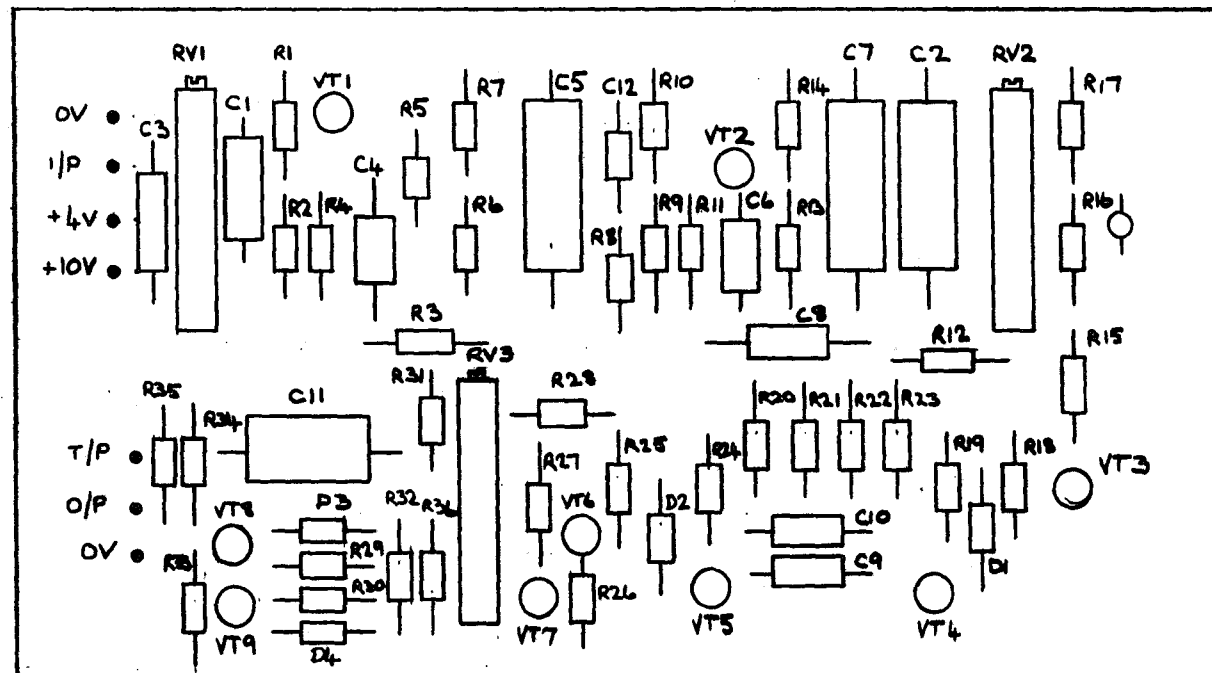 RV1
R1
VT1
R7
C5
C12
R10
R14
C7
C2
RV2
R17
0V
C3
C1
R5
VT2
I/P
C4
+4V
R2
R4
R6
R8
R9
R11
C6
R13
R16
+10V
R3
RV3
C8
R12
R15
R35
R34
C11
R31
R28
R20
R21
R22
R23
T/P
R27
R25
R24
R19
R18
VT3
O/P
VT8
D3
R32
R36
VT6
D2
C10
0V
R33
R29
C9
D1
R30
R26
VT9
D4
VT7
VT5
VT4